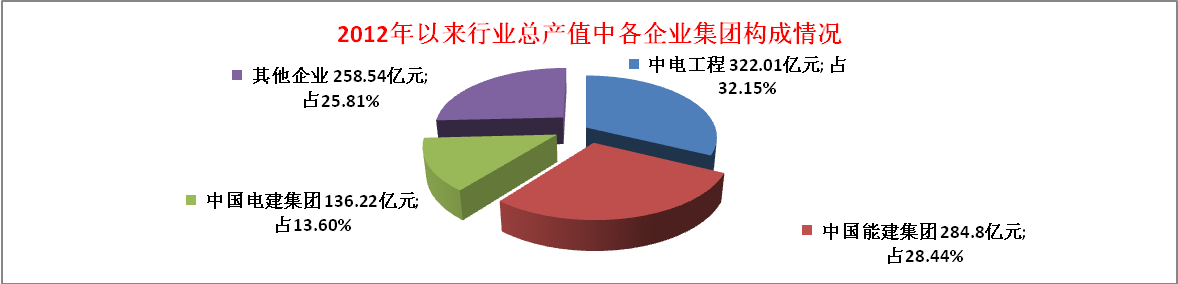 2012年以来行业总产值中各企业集团构成情况
其他企业 258.54亿元;
占25.81%
中电工程 322.01亿元; 占
32.15%
中国电建集团 136.22亿元;
占13.60%
中国能建集团 284.8亿元;
占28.44%